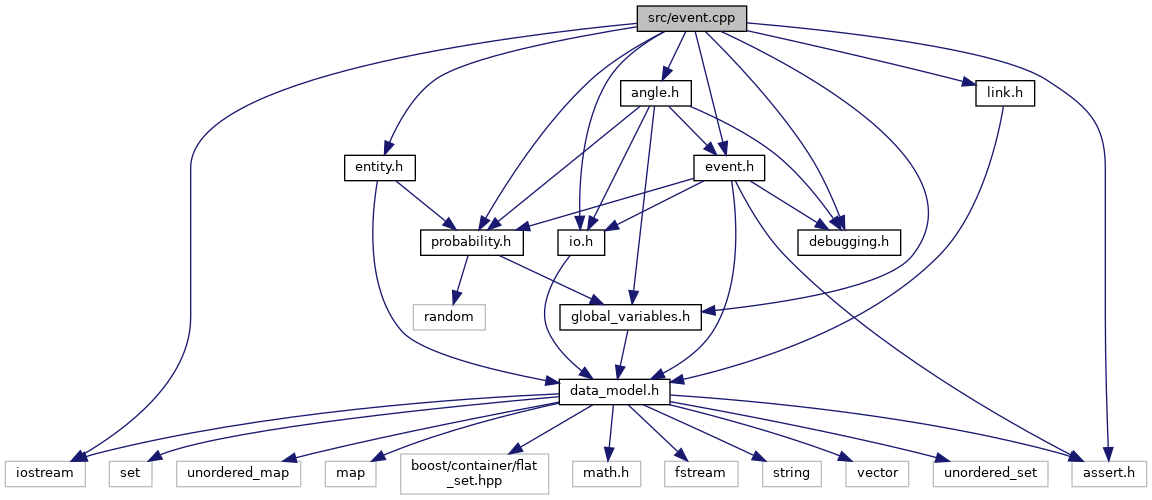 src/event.cpp
angle.h
link.h
entity.h
event.h
probability.h
io.h
debugging.h
random
global_variables.h
data_model.h
iostream
set
unordered_map
map
boost/container/flat
_set.hpp
math.h
fstream
string
vector
unordered_set
assert.h